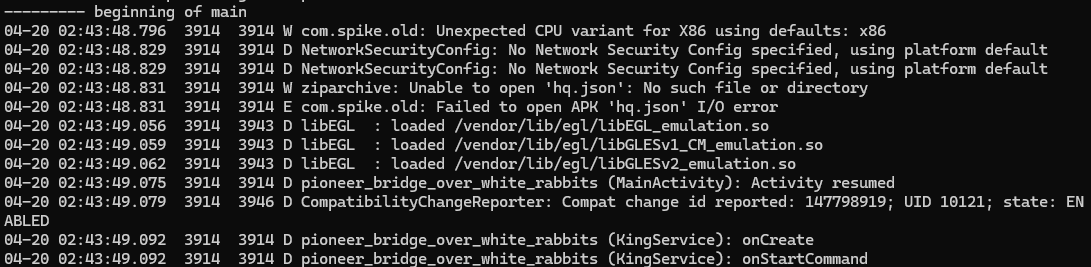 --------- beginning of main
04-20 02:43:48.796  3914  3914 W com.spike.old: Unexpected CPU variant for X86 using defaults: x86
04-20 02:43:48.829  3914  3914 D NetworkSecurityConfig: No Network Security Config specified, using platform default
04-20 02:43:48.829  3914  3914 D NetworkSecurityConfig: No Network Security Config specified, using platform default
04-20 02:43:48.831  3914  3914 W ziparchive: Unable to open 'hq.json': No such file or directory
04-20 02:43:48.831  3914  3914 E com.spike.old: Failed to open APK 'hq.json' I/O error
04-20 02:43:49.056  3914  3943 D libEGL  : loaded /vendor/lib/egl/libEGL_emulation.so
04-20 02:43:49.059  3914  3943 D libEGL  : loaded /vendor/lib/egl/libGLESv1_CM_emulation.so
04-20 02:43:49.062  3914  3943 D libEGL  : loaded /vendor/lib/egl/libGLESv2_emulation.so
04-20 02:43:49.075  3914  3914 D pioneer_bridge_over_white_rabbits (MainActivity): Activity resumed
04-20 02:43:49.079  3914  3946 D CompatibilityChangeReporter: Compat change id reported: 147798919; UID 10121; state: EN
ABLED
04-20 02:43:49.092  3914  3914 D pioneer_bridge_over_white_rabbits (KingService): onCreate
04-20 02:43:49.092  3914  3914 D pioneer_bridge_over_white_rabbits (KingService): onStartCommand